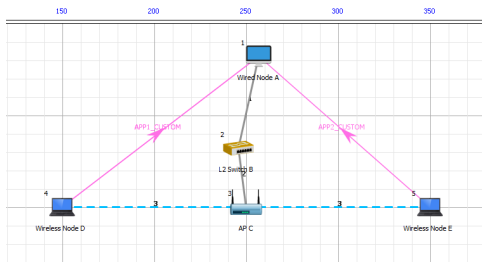 150 200 250 300 350
1
Wired Node A
1
APP1_CUSTOM APP2_CUSTOM
2
L2 Switch B
2
4 3 5
3 3
Wireless Node D AP C Wireless Node E